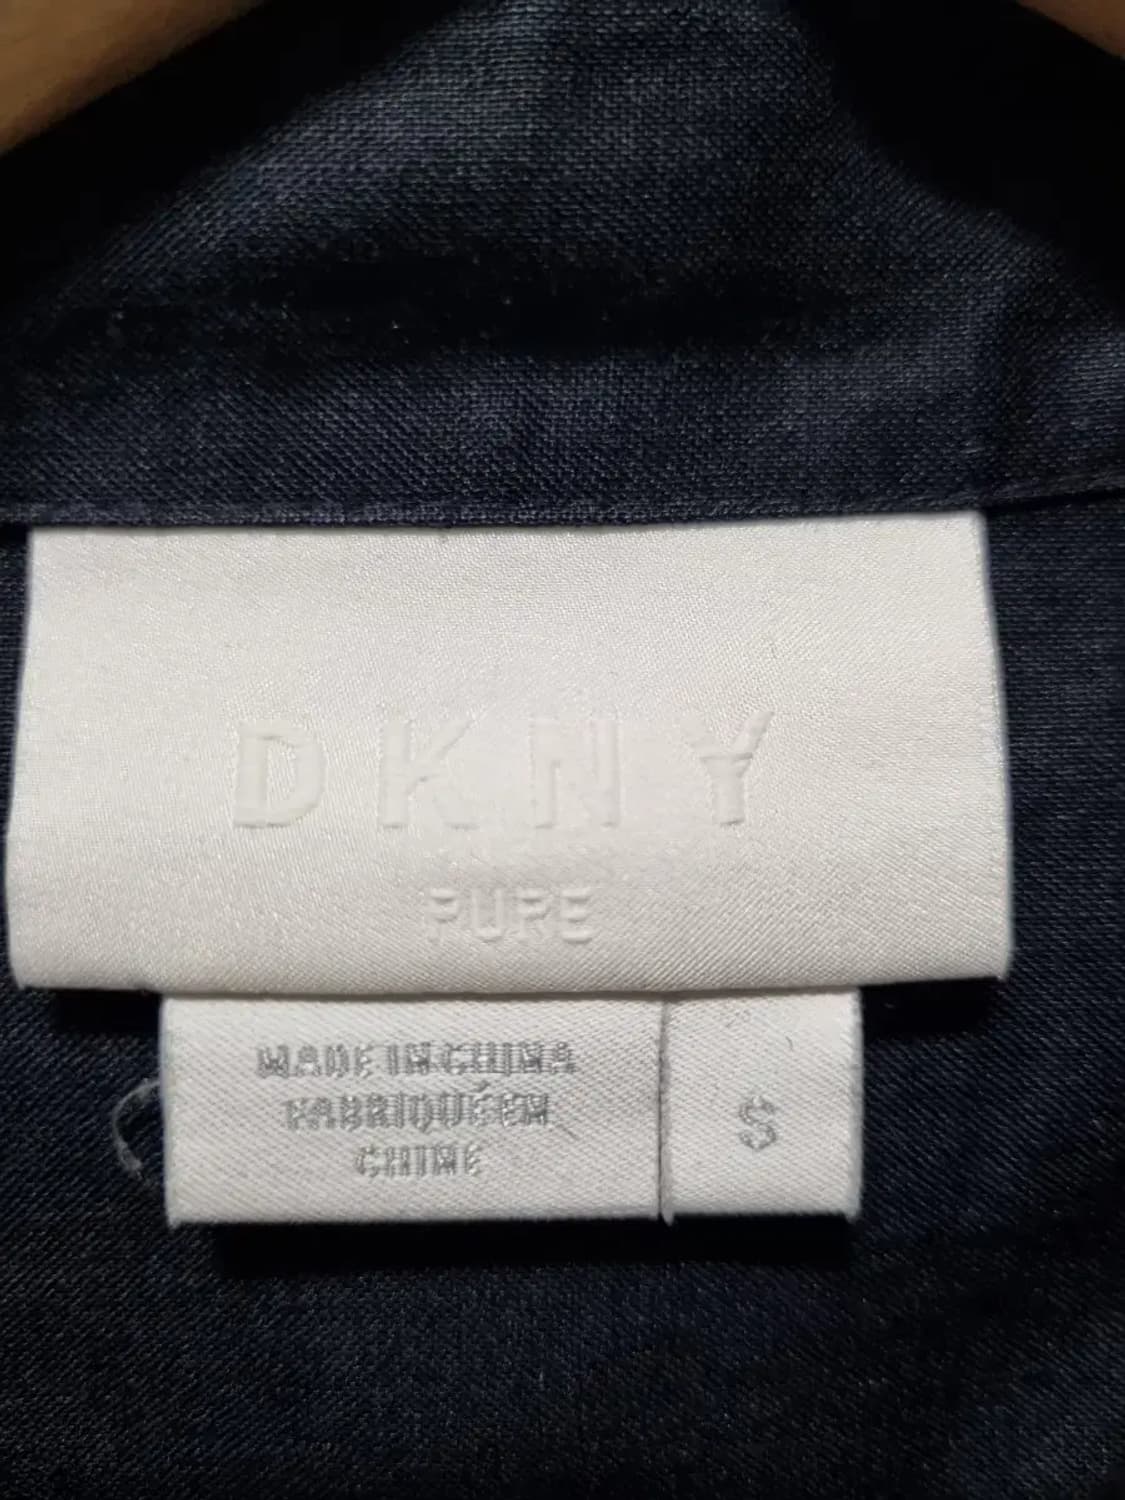 DKNY
PURE
MADE IN CHINA
FABRIQUÉ EN
CHINE
S